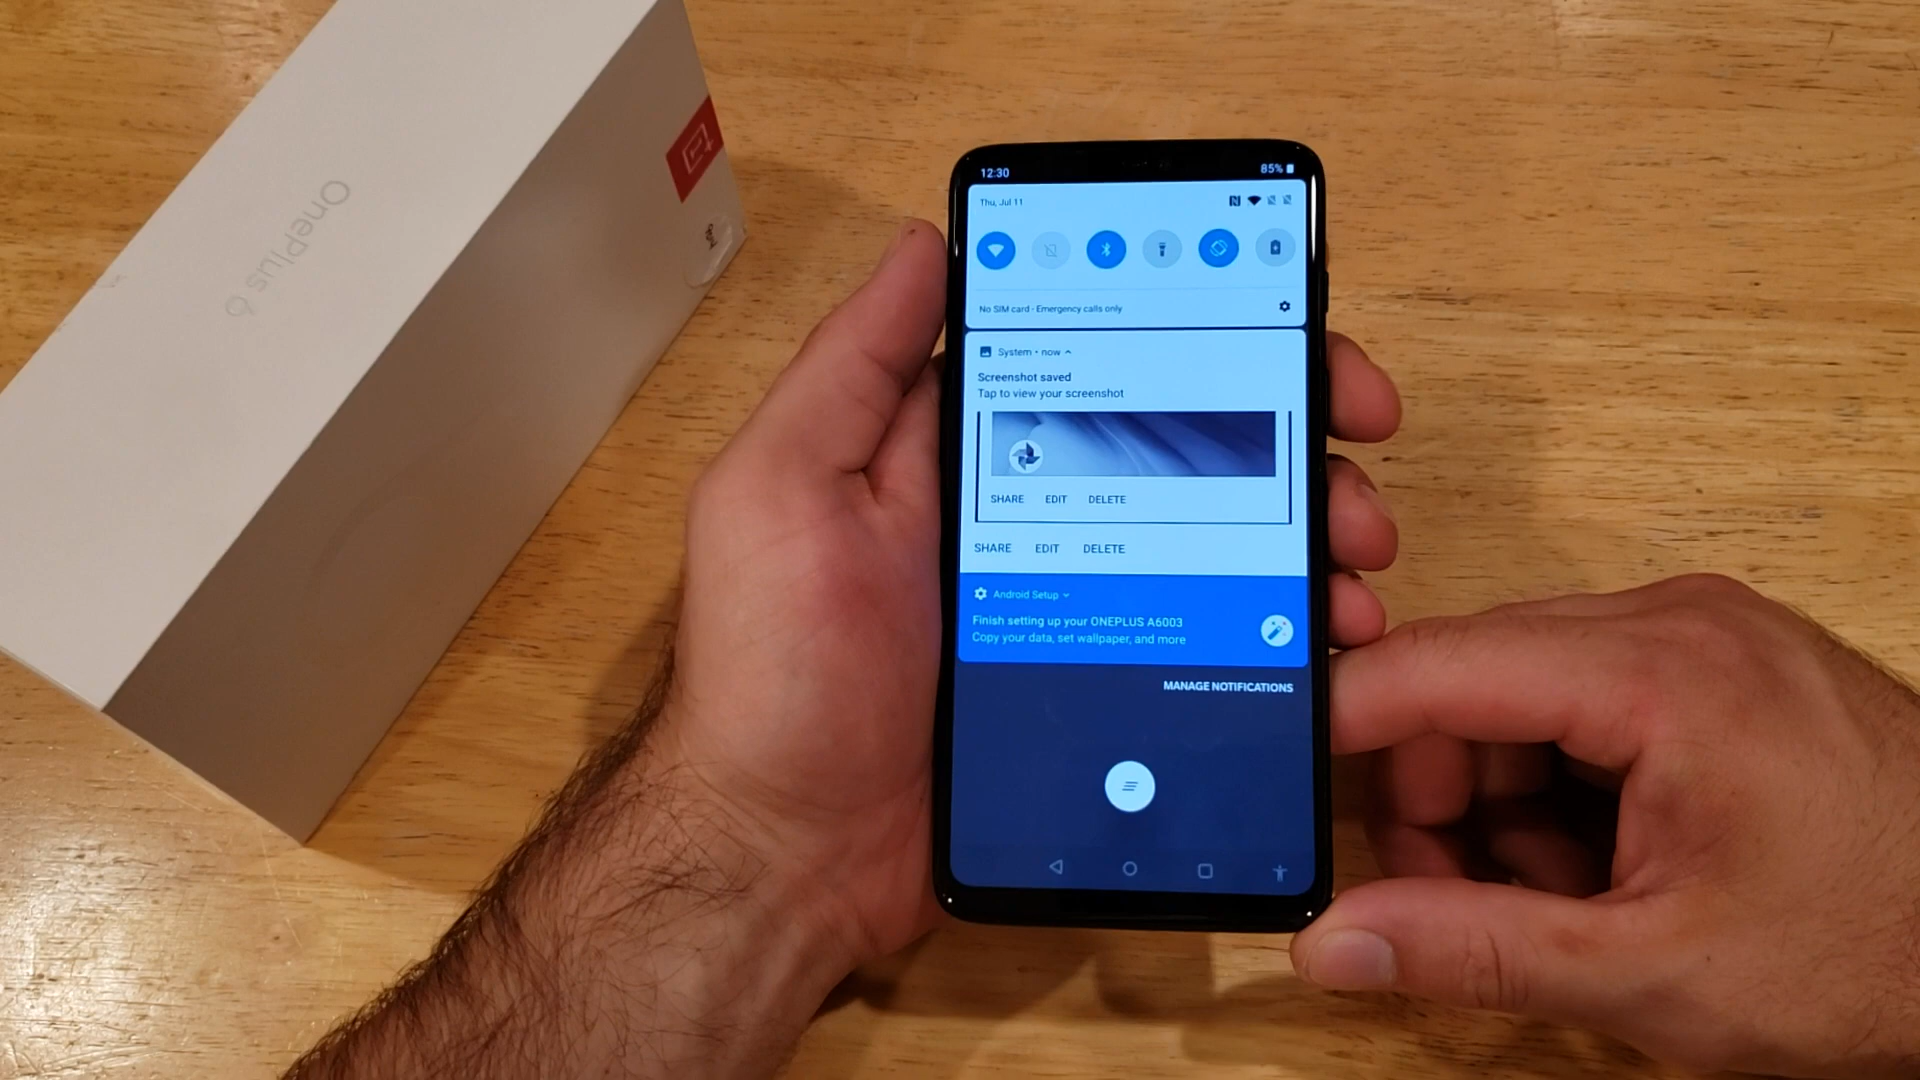 OnePlus 6
12:30
85%
Thu, Jul 11
No SIM card - Emergency calls only
System • now
Screenshot saved
Tap to view your screenshot
SHARE EDIT DELETE
SHARE EDIT DELETE
Android Setup
Finish setting up your ONEPLUS A6003
Copy your data, set wallpaper, and more
MANAGE NOTIFICATIONS